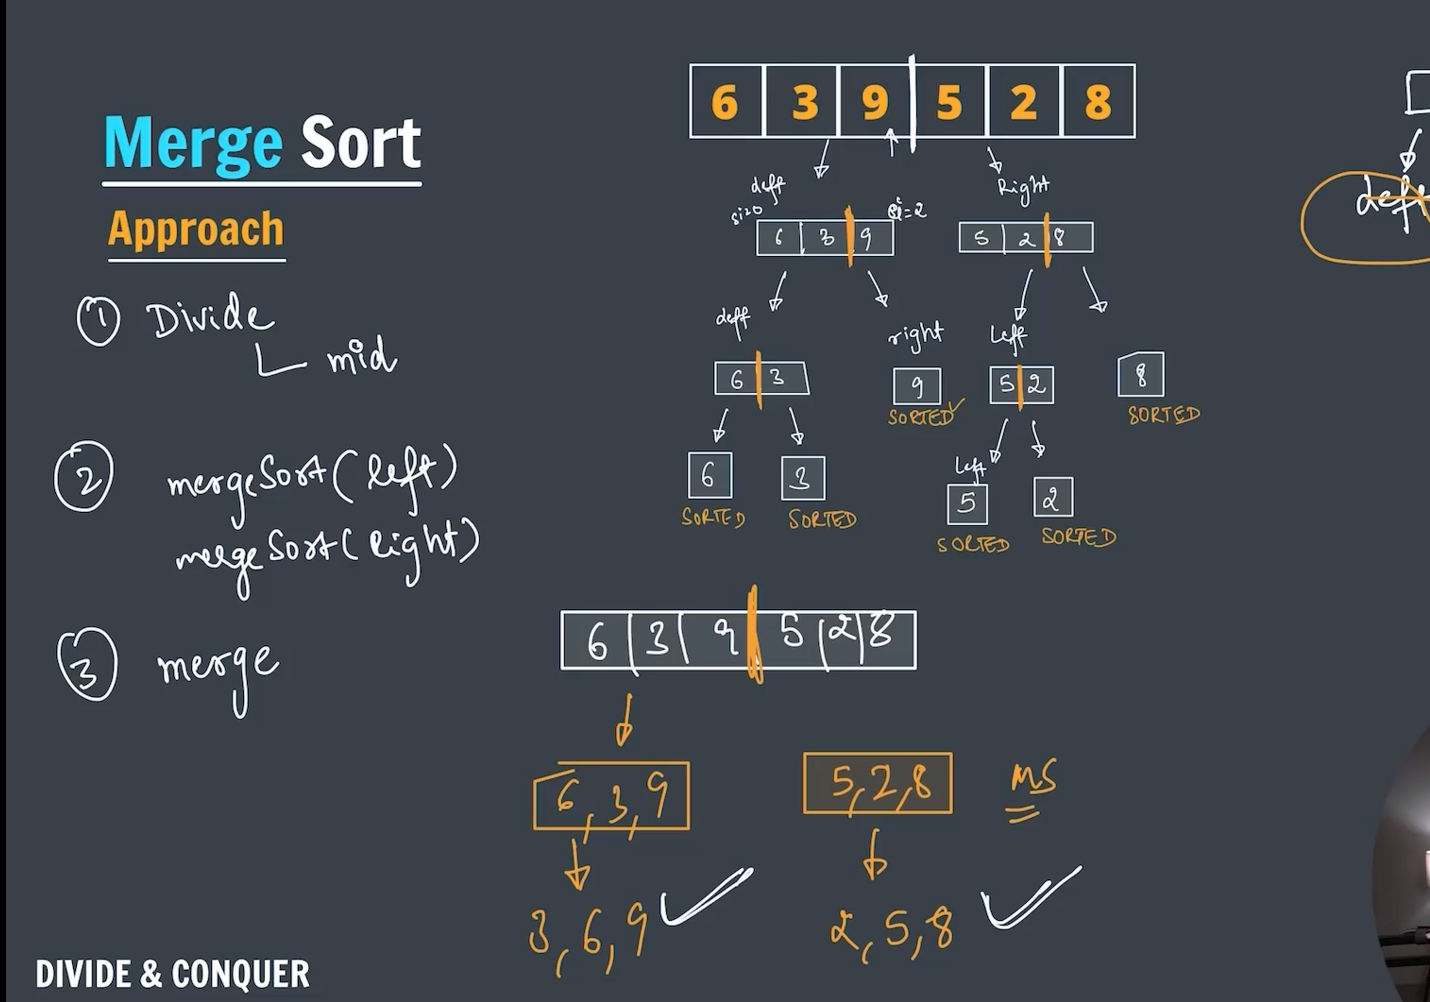 Merge Sort
Approach
1 Divide
mid
2 mergeSort(left)
mergeSort(right)
3 merge
6 3 9 5 2 8
left
Right
si=0
ei=2
6 3 9
5 2 8
left
right
Left
6 3
9
5 2
8
SORTED
SORTED
Left
6
3
5
2
SORTED
SORTED
SORTED
SORTED
6 3 9 5 2 8
6, 3, 9
5, 2, 8
MS
3, 6, 9
2, 5, 8
DIVIDE & CONQUER